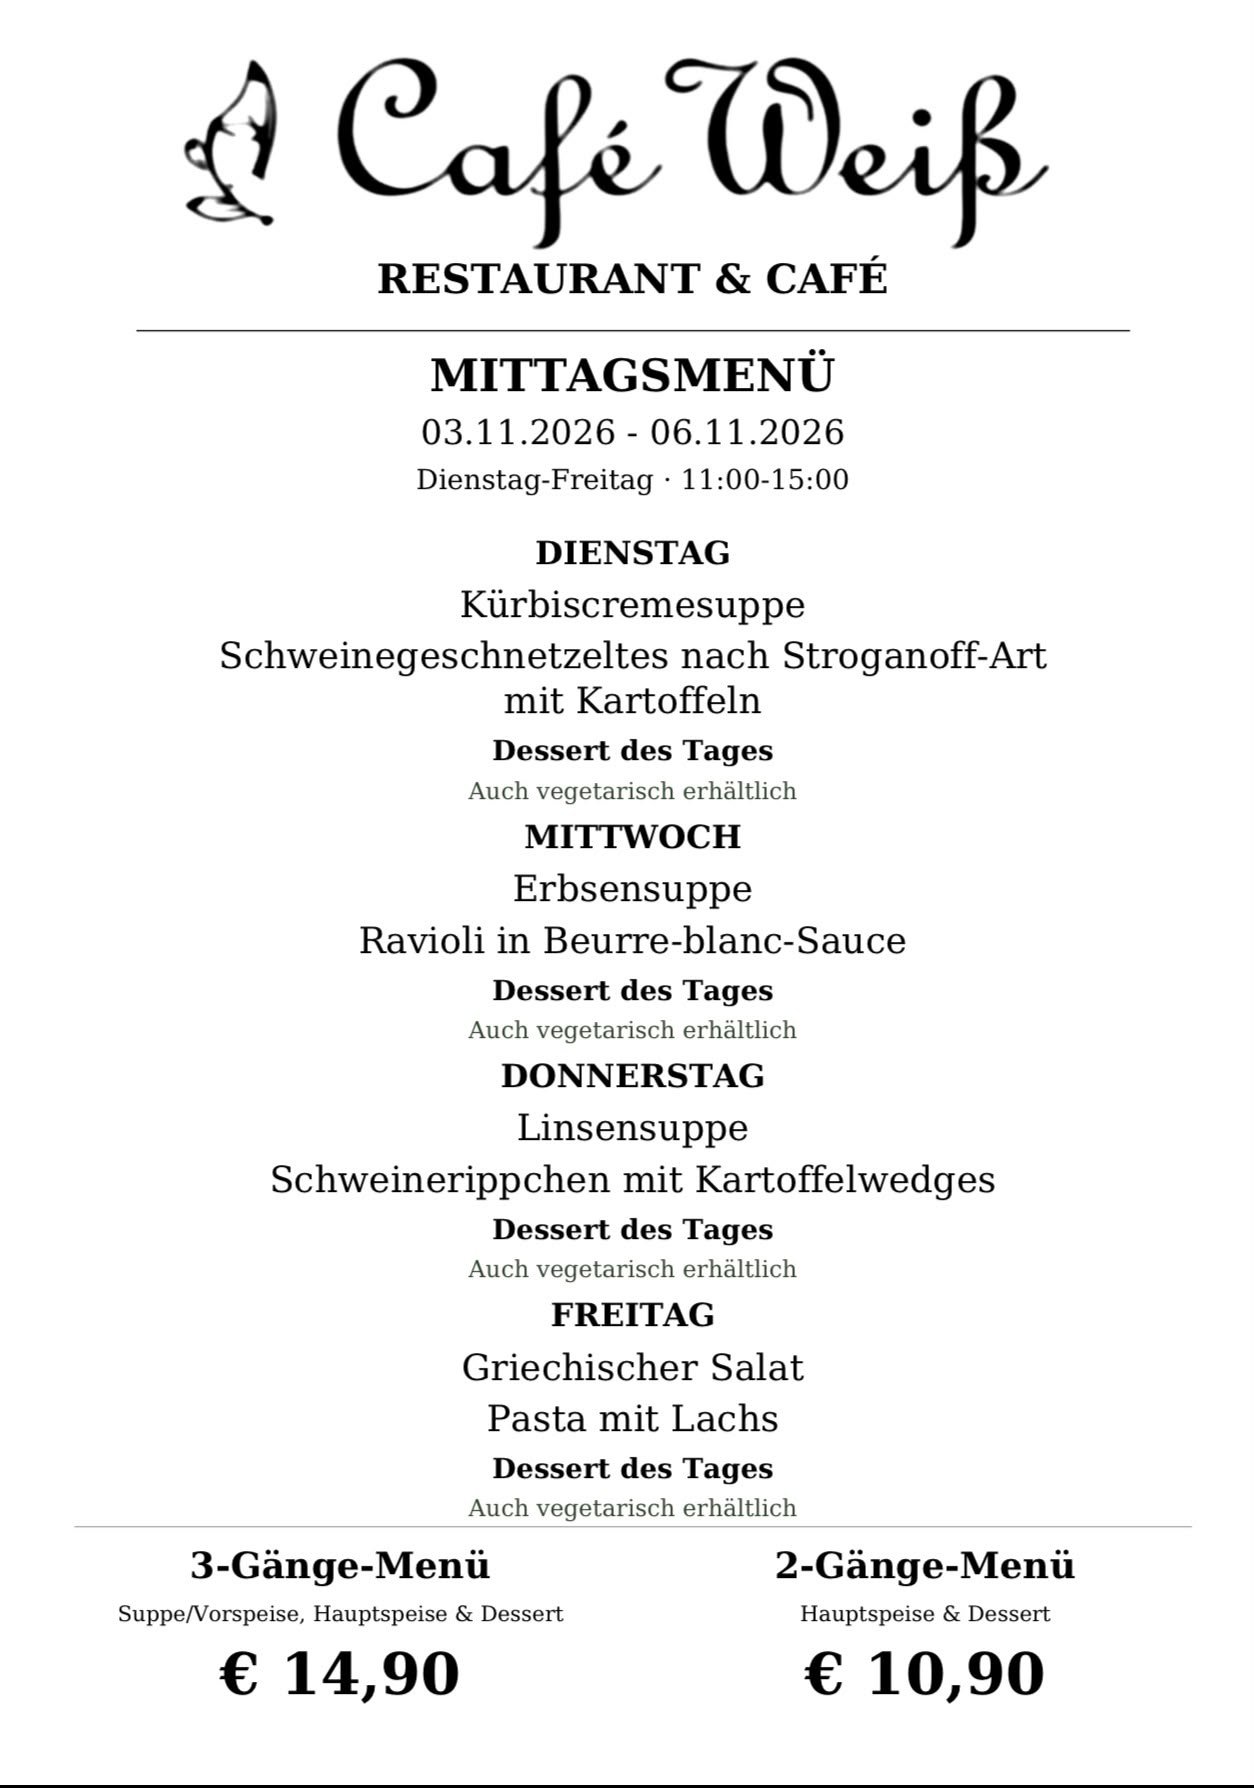 Café Weiß
RESTAURANT & CAFÉ
MITTAGSMENÜ
03.11.2026 - 06.11.2026
Dienstag-Freitag · 11:00-15:00
DIENSTAG
Kürbiscremesuppe
Schweinegeschnetzeltes nach Stroganoff-Art
mit Kartoffeln
Dessert des Tages
Auch vegetarisch erhältlich
MITTWOCH
Erbsensuppe
Ravioli in Beurre-blanc-Sauce
Dessert des Tages
Auch vegetarisch erhältlich
DONNERSTAG
Linsensuppe
Schweinerippchen mit Kartoffelwedges
Dessert des Tages
Auch vegetarisch erhältlich
FREITAG
Griechischer Salat
Pasta mit Lachs
Dessert des Tages
Auch vegetarisch erhältlich
3-Gänge-Menü
Suppe/Vorspeise, Hauptspeise & Dessert
€ 14,90
2-Gänge-Menü
Hauptspeise & Dessert
€ 10,90